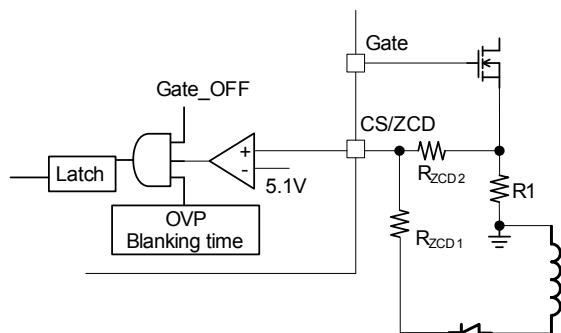 Gate
Gate_OFF
CS/ZCD
+
-
5.1V
Latch
RZCD2
R1
OVP
Blanking time
RZCD1